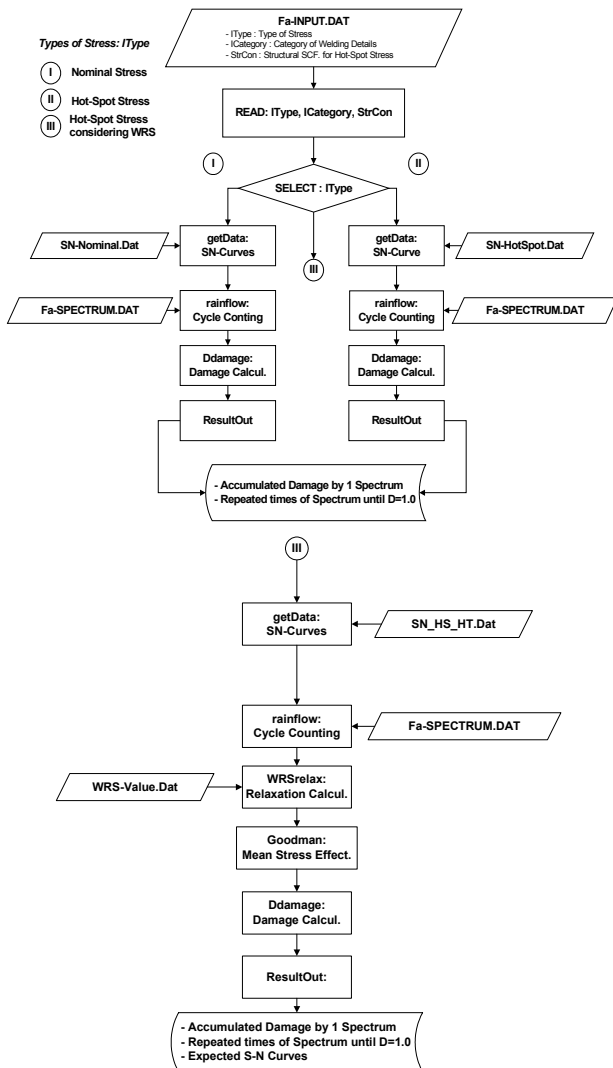 Fa-INPUT.DAT
- IType : Type of Stress
- ICategory : Category of Welding Details
- StrCon : Structural SCF. for Hot-Spot Stress
Types of Stress: IType
I Nominal Stress
II Hot-Spot Stress
III Hot-Spot Stress
considering WRS
READ: IType, ICategory, StrCon
I
II
SELECT : IType
III
SN-Nominal.Dat
getData:
SN-Curves
getData:
SN-Curve
SN-HotSpot.Dat
Fa-SPECTRUM.DAT
rainflow:
Cycle Conting
rainflow:
Cycle Counting
Fa-SPECTRUM.DAT
Ddamage:
Damage Calcul.
Ddamage:
Damage Calcul.
ResultOut
ResultOut
- Accumulated Damage by 1 Spectrum
- Repeated times of Spectrum until D=1.0
III
getData:
SN-Curves
SN_HS_HT.Dat
rainflow:
Cycle Counting
Fa-SPECTRUM.DAT
WRS-Value.Dat
WRSrelax:
Relaxation Calcul.
Goodman:
Mean Stress Effect.
Ddamage:
Damage Calcul.
ResultOut:
- Accumulated Damage by 1 Spectrum
- Repeated times of Spectrum until D=1.0
- Expected S-N Curves